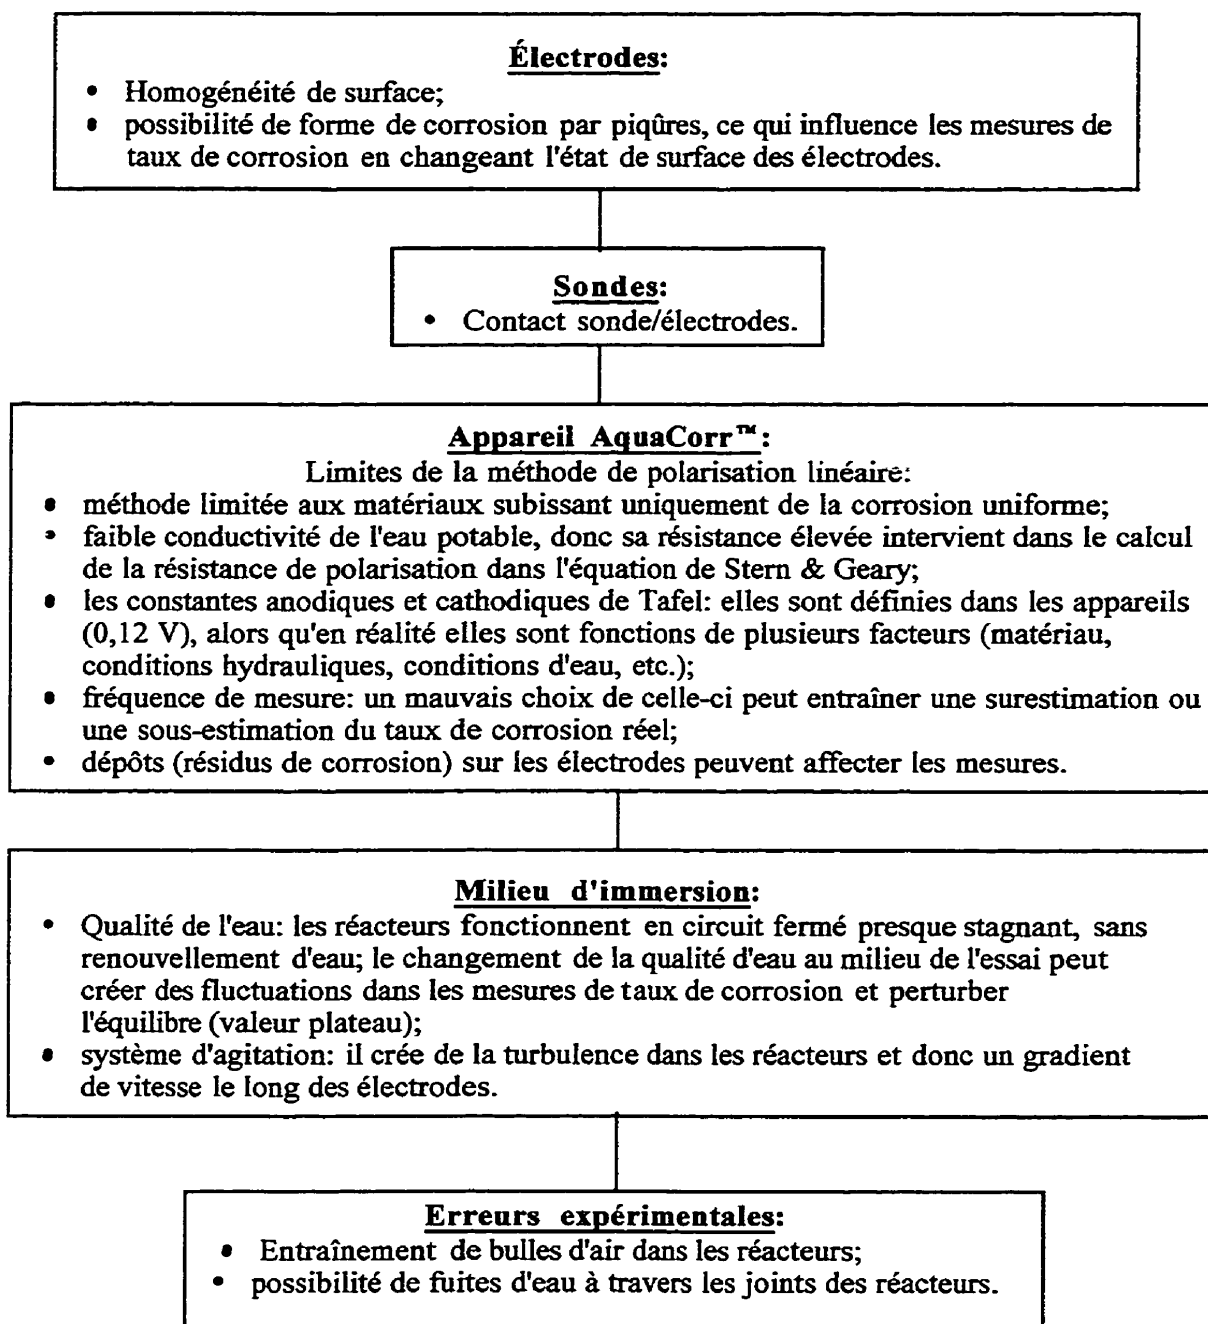 Électrodes:
• Homogénéité de surface;
• possibilité de forme de corrosion par piqûres, ce qui influence les mesures de
taux de corrosion en changeant l'état de surface des électrodes.
Sondes:
• Contact sonde/électrodes.
Appareil AquaCorr™:
Limites de la méthode de polarisation linéaire:
• méthode limitée aux matériaux subissant uniquement de la corrosion uniforme;
• faible conductivité de l'eau potable, donc sa résistance élevée intervient dans le calcul
de la résistance de polarisation dans l'équation de Stern & Geary;
• les constantes anodiques et cathodiques de Tafel: elles sont définies dans les appareils
(0,12 V), alors qu'en réalité elles sont fonctions de plusieurs facteurs (matériau,
conditions hydrauliques, conditions d'eau, etc.);
• fréquence de mesure: un mauvais choix de celle-ci peut entraîner une surestimation ou
une sous-estimation du taux de corrosion réel;
• dépôts (résidus de corrosion) sur les électrodes peuvent affecter les mesures.
Milieu d'immersion:
• Qualité de l'eau: les réacteurs fonctionnent en circuit fermé presque stagnant, sans
renouvellement d'eau; le changement de la qualité d'eau au milieu de l'essai peut
créer des fluctuations dans les mesures de taux de corrosion et perturber
l'équilibre (valeur plateau);
• système d'agitation: il crée de la turbulence dans les réacteurs et donc un gradient
de vitesse le long des électrodes.
Erreurs expérimentales:
• Entraînement de bulles d'air dans les réacteurs;
• possibilité de fuites d'eau à travers les joints des réacteurs.